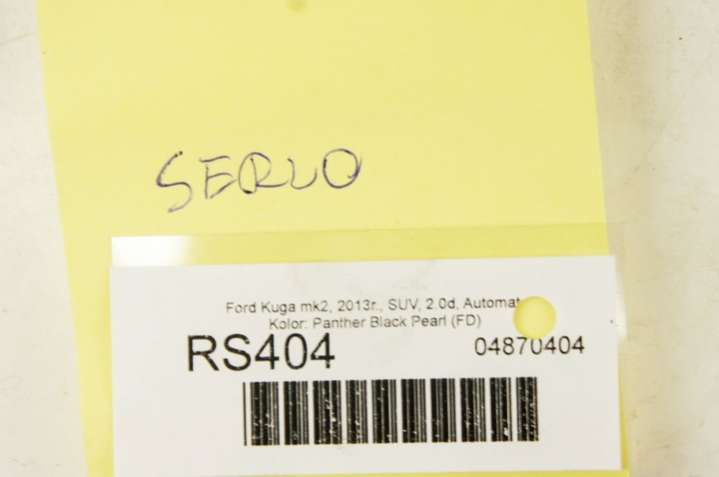 SERVO
Ford Kuga mk2, 2013r., SUV, 2.0d, Automat
Kolor: Panther Black Pearl (FD)
RS404
04870404